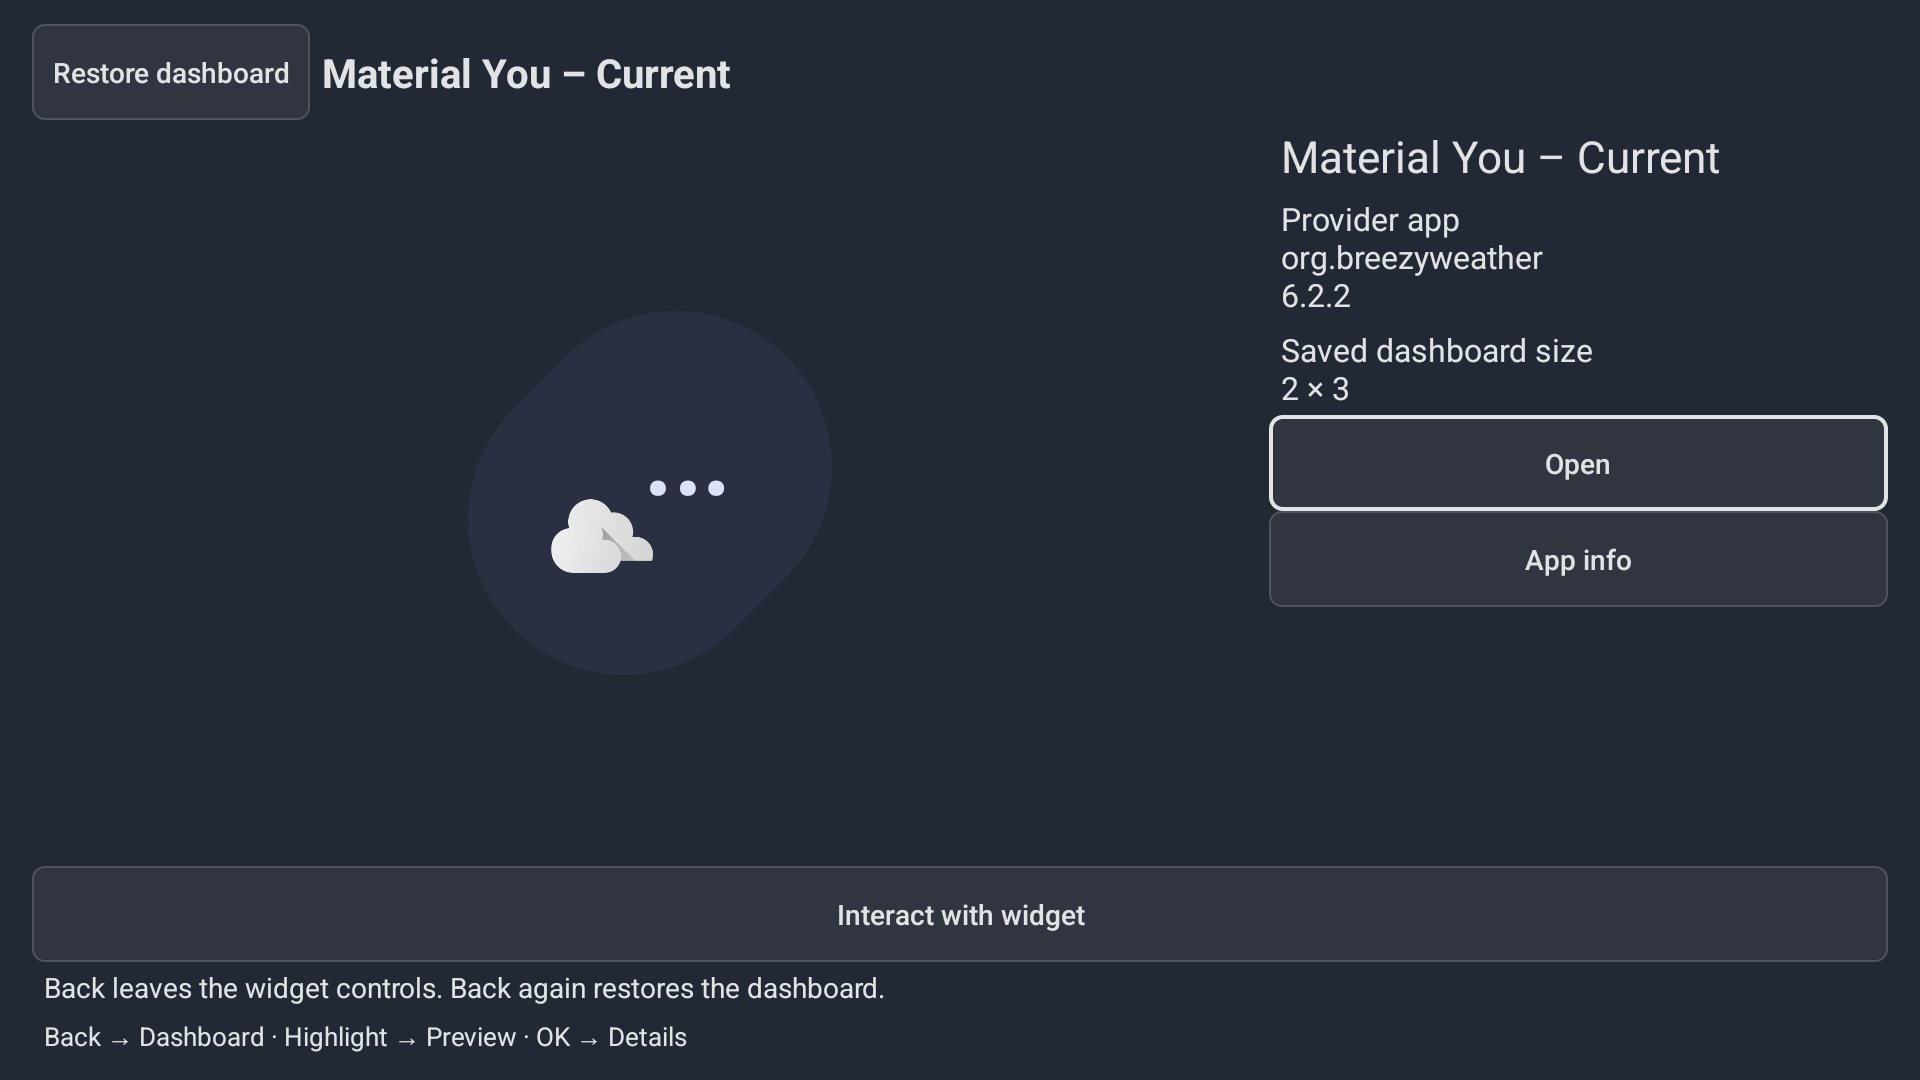 Restore dashboard
Material You – Current
Material You – Current
Provider app
org.breezyweather
6.2.2
Saved dashboard size
2 × 3
Open
App info
Interact with widget
Back leaves the widget controls. Back again restores the dashboard.
Back → Dashboard · Highlight → Preview · OK → Details